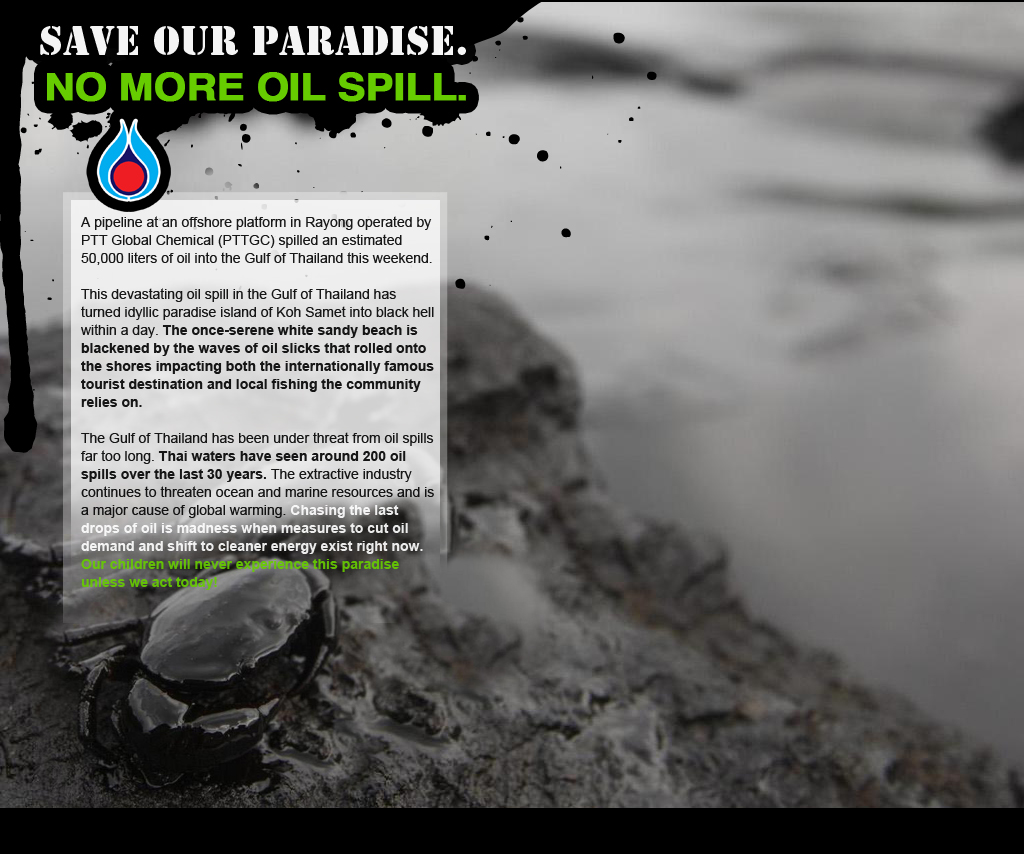 SAVE OUR PARADISE.
NO MORE OIL SPILL.
A pipeline at an offshore platform in Rayong operated by
PTT Global Chemical (PTTGC) spilled an estimated
50,000 liters of oil into the Gulf of Thailand this weekend.
This devastating oil spill in the Gulf of Thailand has
turned idyllic paradise island of Koh Samet into black hell
within a day. The once-serene white sandy beach is
blackened by the waves of oil slicks that rolled onto
the shores impacting both the internationally famous
tourist destination and local fishing the community
relies on.
The Gulf of Thailand has been under threat from oil spills
far too long. Thai waters have seen around 200 oil
spills over the last 30 years. The extractive industry
continues to threaten ocean and marine resources and is
a major cause of global warming. Chasing the last
drops of oil is madness when measures to cut oil
demand and shift to cleaner energy exist right now.
Our children will never experience this paradise
unless we act today!